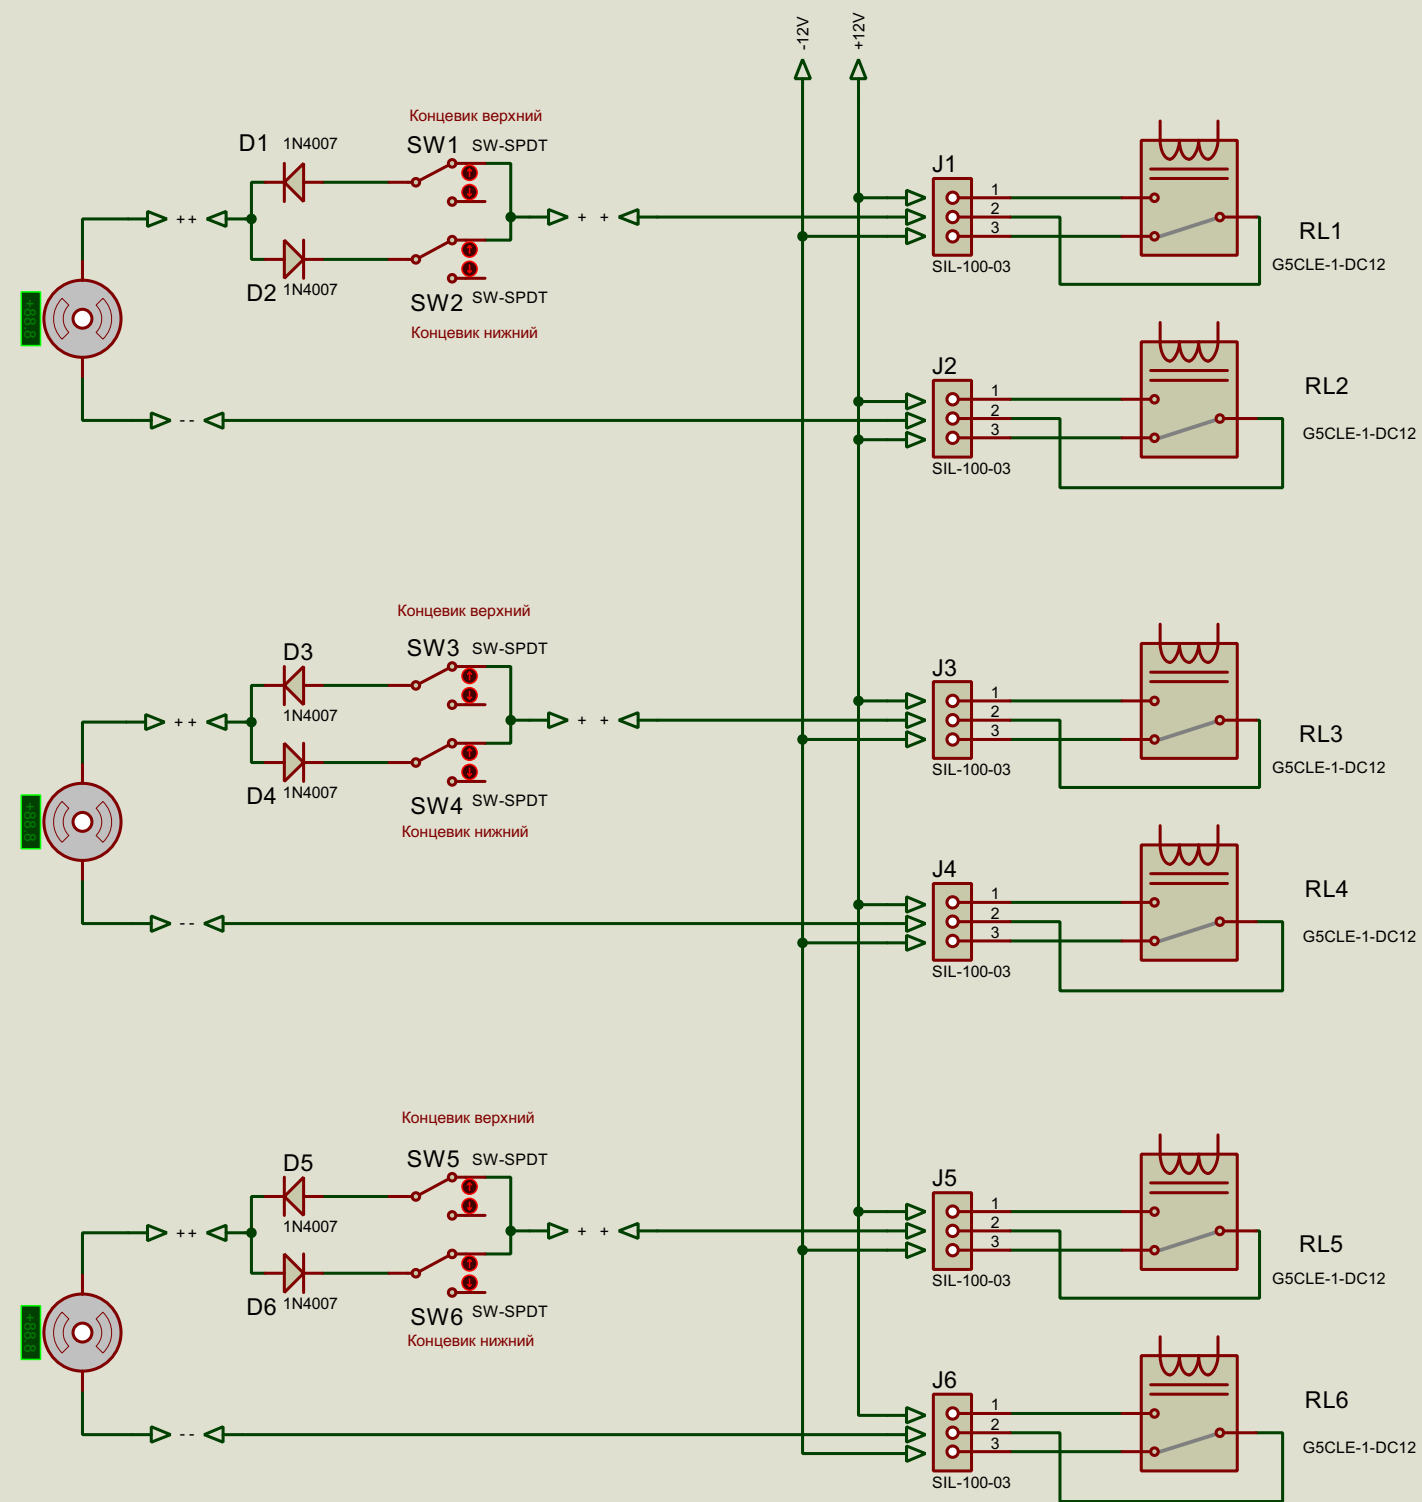 -12V
+12V
Концевик верхний
D1 1N4007
SW1 SW-SPDT
J1
1
2
3
SIL-100-03
RL1
G5CLE-1-DC12
+ +
+ +
D2 1N4007
SW2 SW-SPDT
Концевик нижний
J2
1
2
3
SIL-100-03
RL2
G5CLE-1-DC12
- -
Концевик верхний
D3
1N4007
SW3 SW-SPDT
J3
1
2
3
SIL-100-03
RL3
G5CLE-1-DC12
+ +
+ +
D4 1N4007
SW4 SW-SPDT
Концевик нижний
J4
1
2
3
SIL-100-03
RL4
G5CLE-1-DC12
- -
Концевик верхний
D5
1N4007
SW5 SW-SPDT
J5
1
2
3
SIL-100-03
RL5
G5CLE-1-DC12
+ +
+ +
D6 1N4007
SW6 SW-SPDT
Концевик нижний
J6
1
2
3
SIL-100-03
RL6
G5CLE-1-DC12
- -